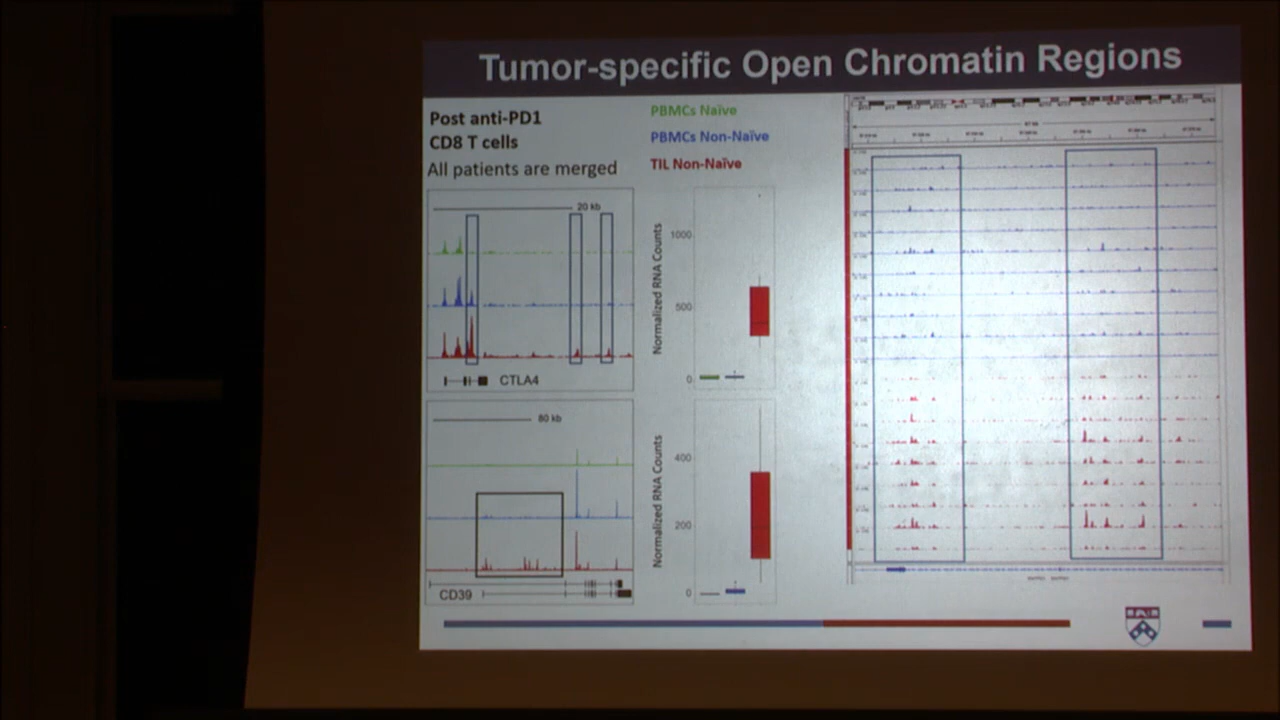 Tumor-specific Open Chromatin Regions
Post anti-PD1
CD8 T cells
All patients are merged
PBMCs Naïve
PBMCs Non-Naïve
TIL Non-Naïve
20 kb
CTLA4
Normalized RNA Counts
1000
500
0
80 kb
CD39
Normalized RNA Counts
400
200
0